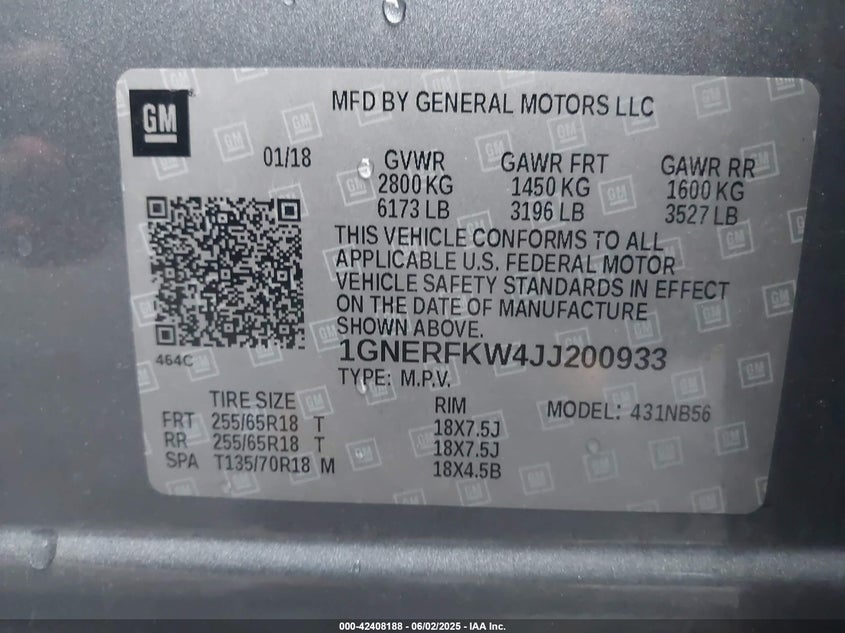 GM
MFD BY GENERAL MOTORS LLC
01/18
GVWR GAWR FRT GAWR RR
2800 KG 1450 KG 1600 KG
6173 LB 3196 LB 3527 LB
THIS VEHICLE CONFORMS TO ALL
APPLICABLE U.S. FEDERAL MOTOR
VEHICLE SAFETY STANDARDS IN EFFECT
ON THE DATE OF MANUFACTURE
SHOWN ABOVE.
464C
1GNERFKW4JJ200933
TYPE: M.P.V.
TIRE SIZE RIM MODEL: 431NB56
FRT 255/65R18 T 18X7.5J
RR 255/65R18 T 18X7.5J
SPA T135/70R18 M 18X4.5B
000-42408188 - 06/02/2025 - IAA Inc.